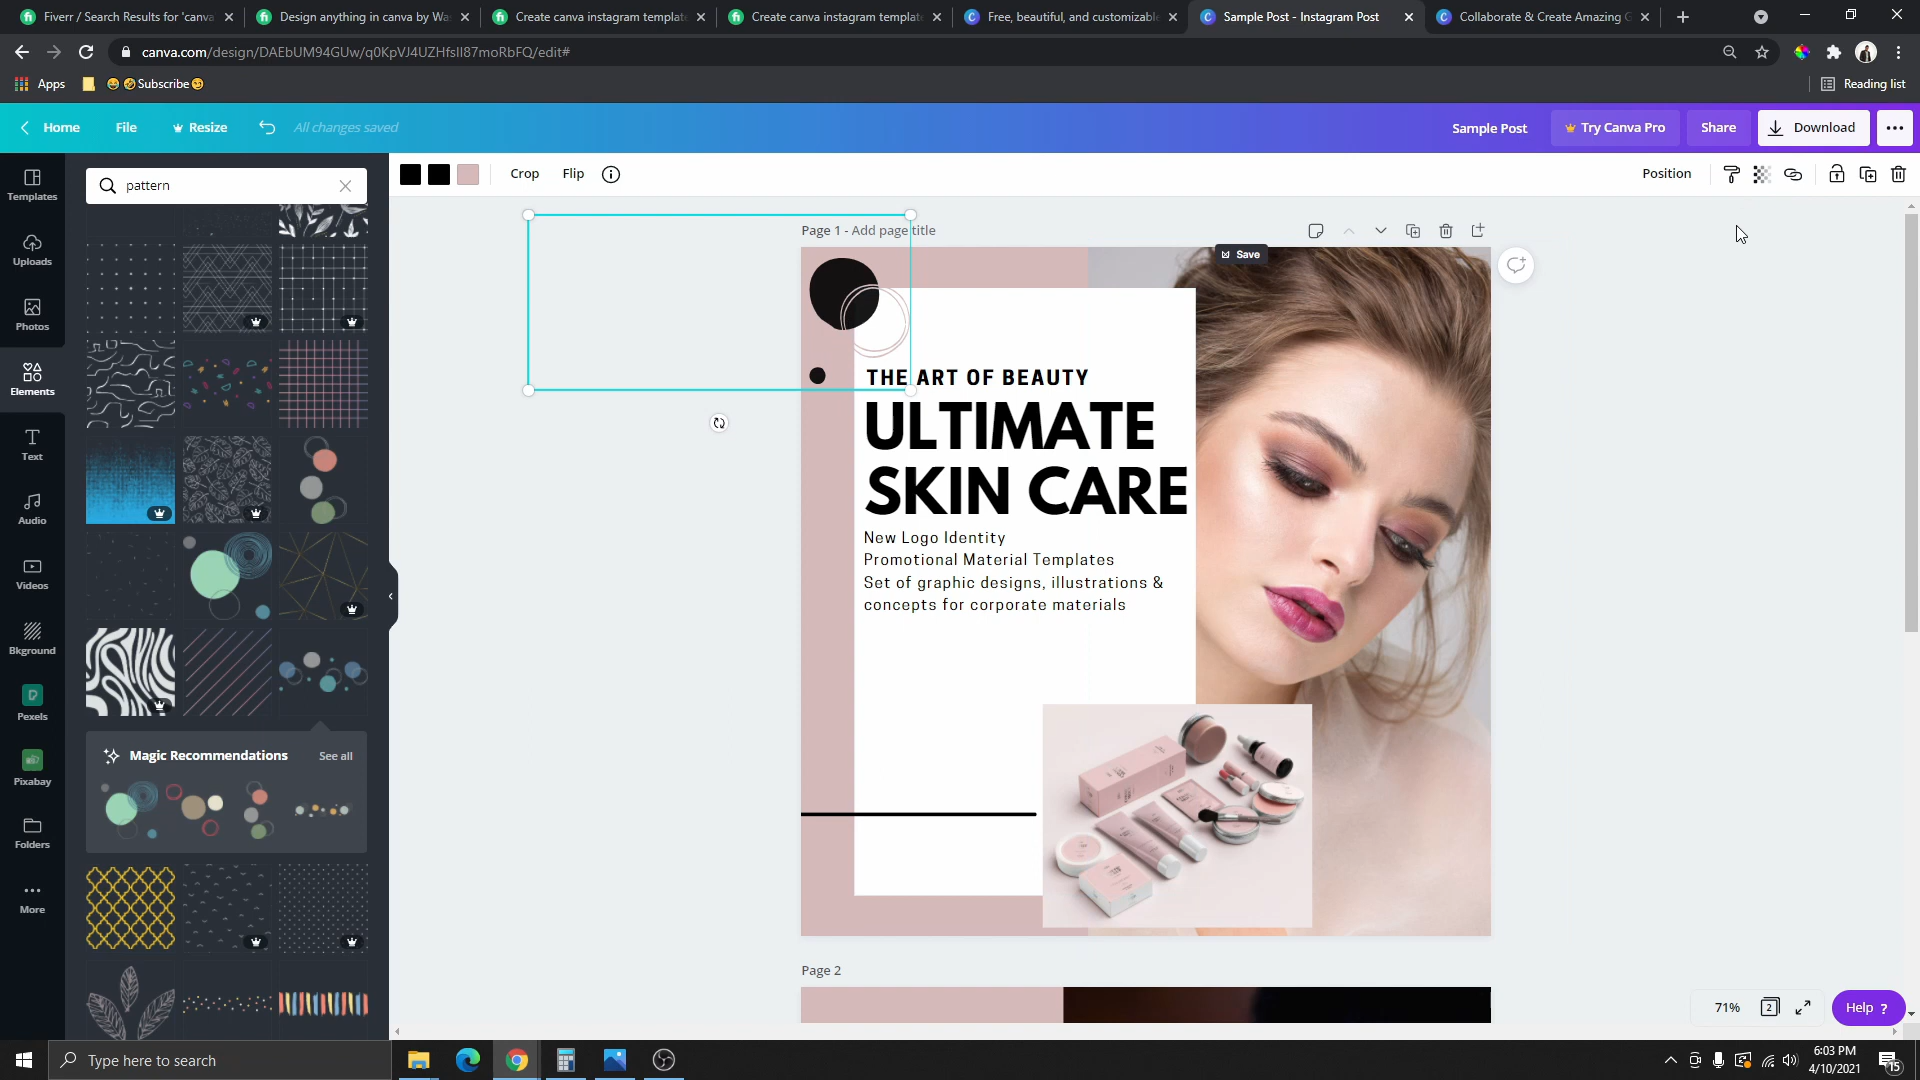 Fiverr / Search Results for 'canva
Design anything in canva by Wa
Create canva instagram templat
Create canva instagram templat
Free, beautiful, and customizable
Sample Post - Instagram Post
Collaborate & Create Amazing G
canva.com/design/DAEbUM94GUw/q0KpVJ4UZHfsIl87moRbFQ/edit#
Apps
😂🤣Subscribe😏
Reading list
Home
File
Resize
All changes saved
Sample Post
Try Canva Pro
Share
Download
Templates
Uploads
Photos
Elements
Text
Audio
Videos
Bkground
Pexels
Pixabay
Folders
More
pattern
Magic Recommendations
See all
Crop
Flip
Position
Page 1 - Add page title
Save
THE ART OF BEAUTY
ULTIMATE
SKIN CARE
New Logo Identity
Promotional Material Templates
Set of graphic designs, illustrations &
concepts for corporate materials
Page 2
71%
2
Help ?
Type here to search
6:03 PM
4/10/2021
15